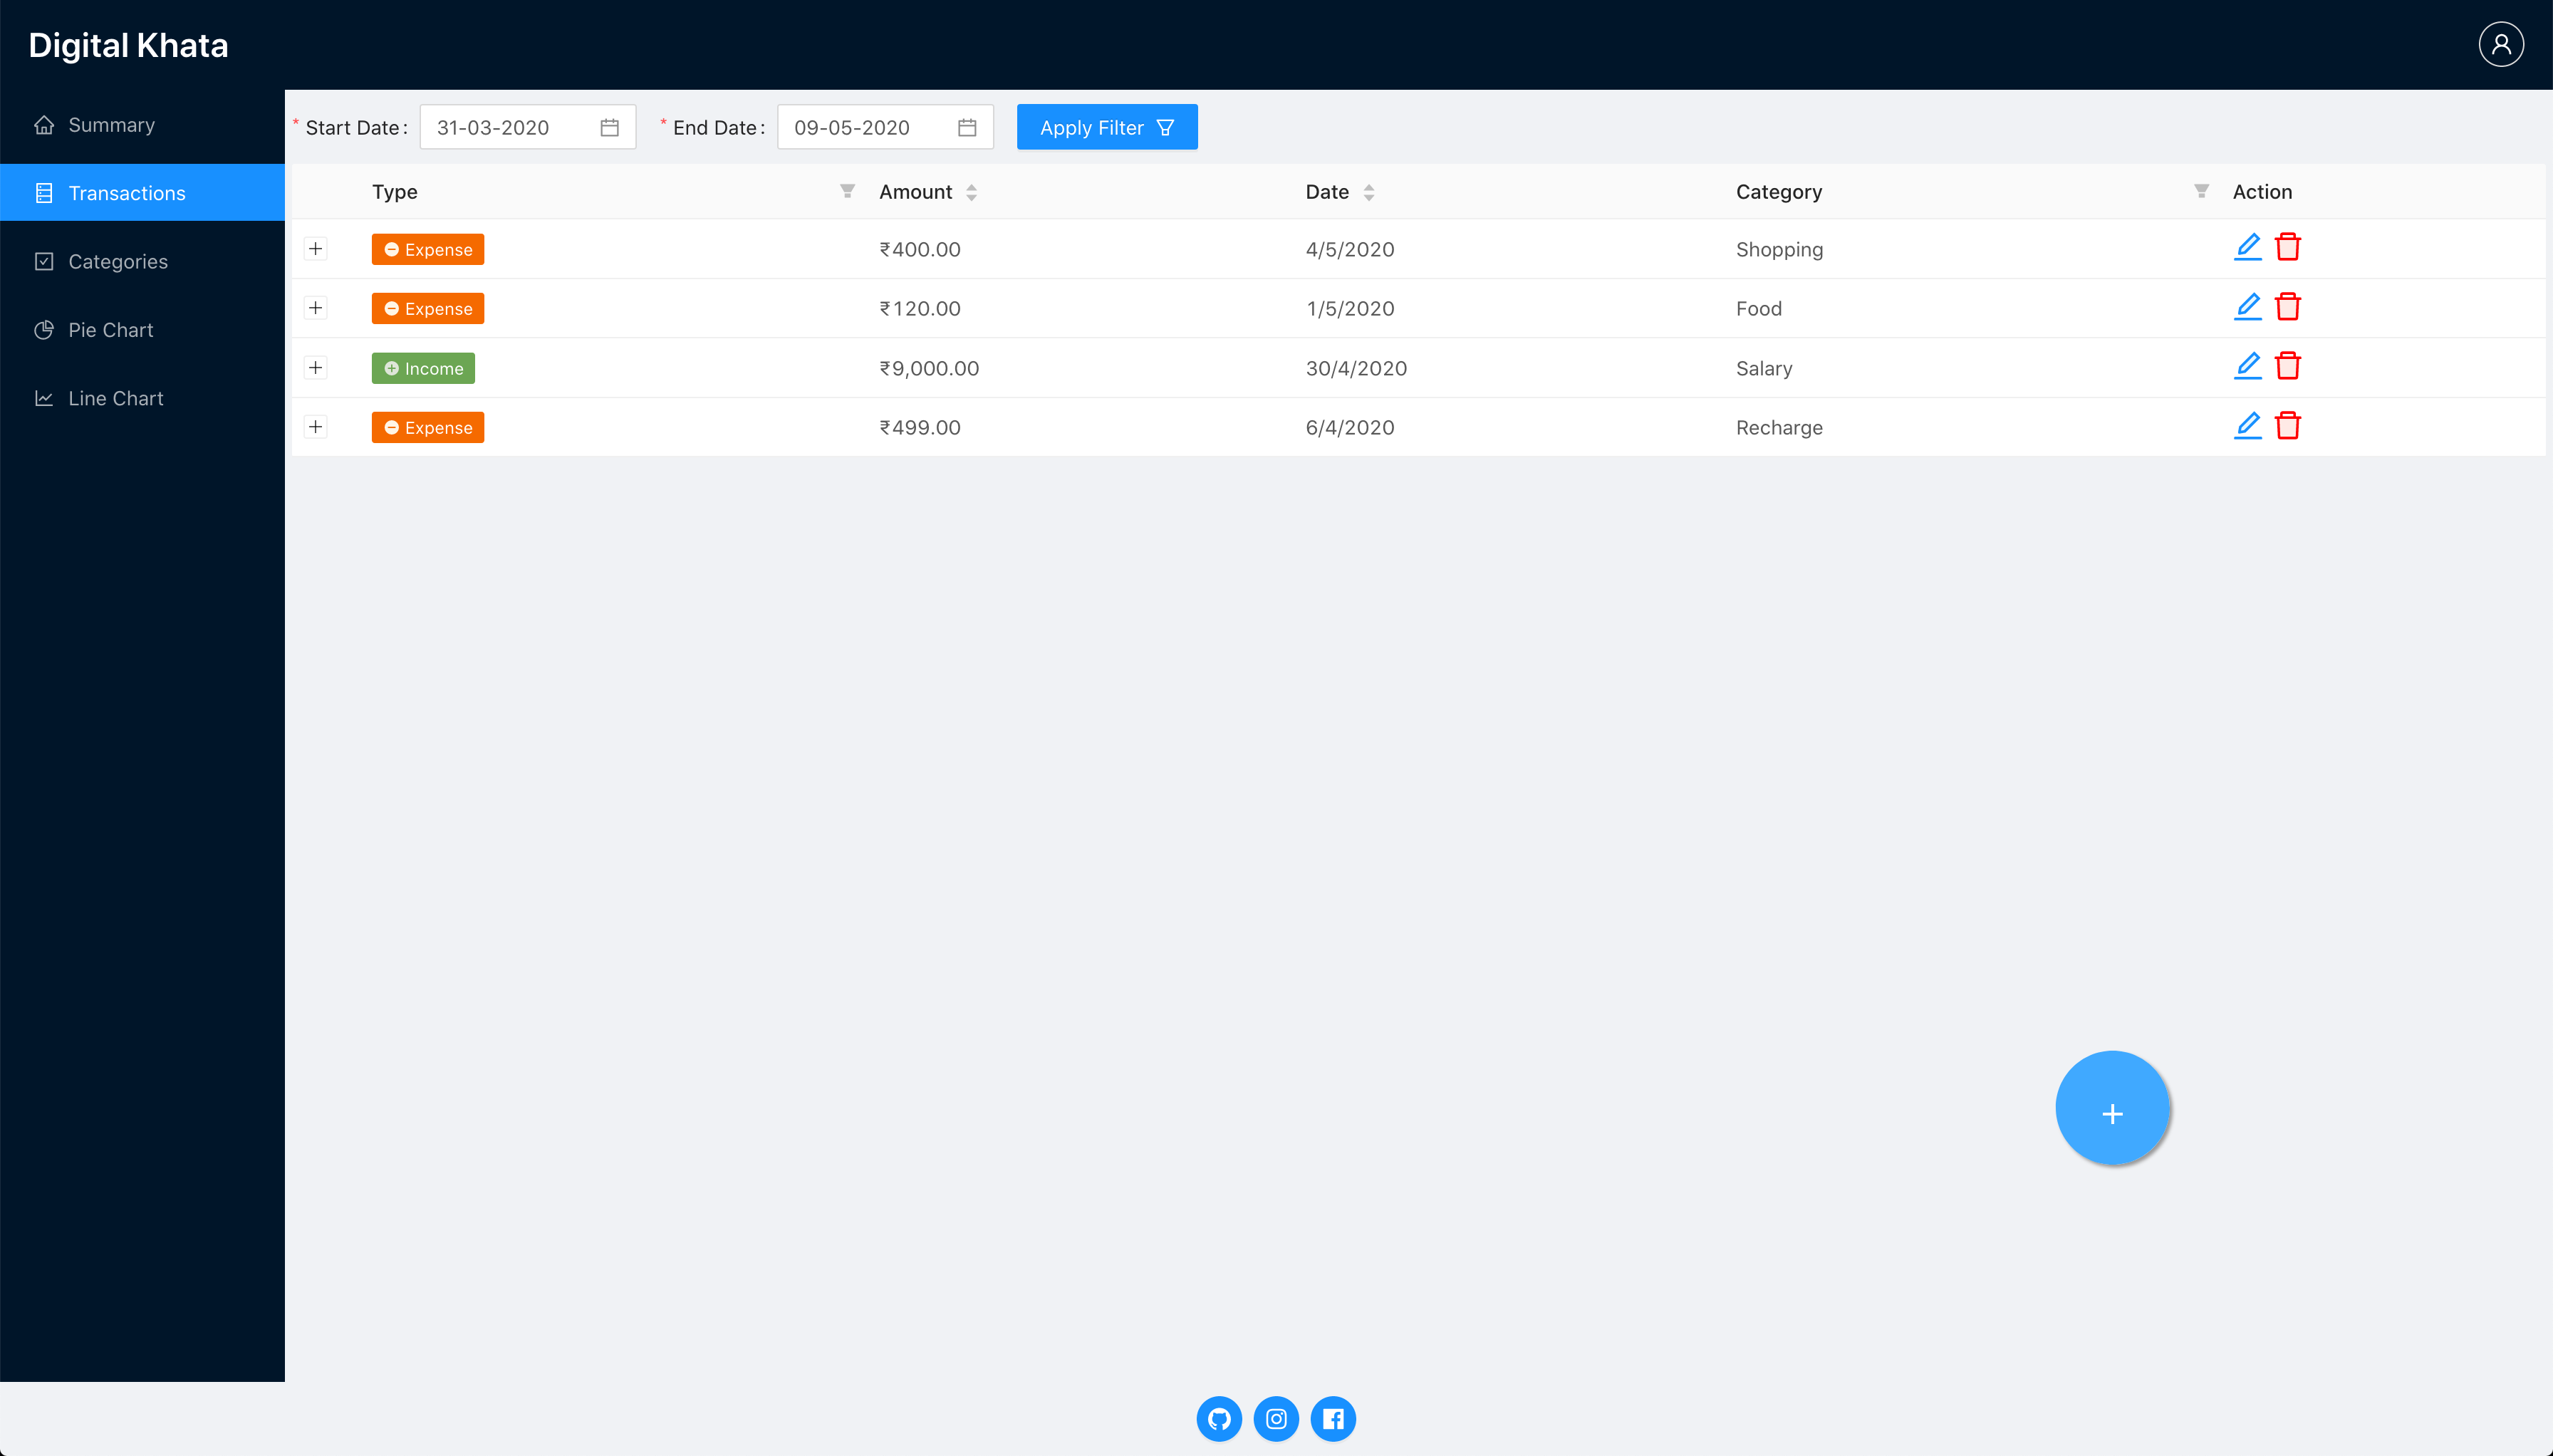 Digital Khata
Summary
Transactions
Categories
Pie Chart
Line Chart
* Start Date: 31-03-2020 * End Date: 09-05-2020 Apply Filter
Type Amount Date Category Action
Expense ₹400.00 4/5/2020 Shopping
Expense ₹120.00 1/5/2020 Food
Income ₹9,000.00 30/4/2020 Salary
Expense ₹499.00 6/4/2020 Recharge